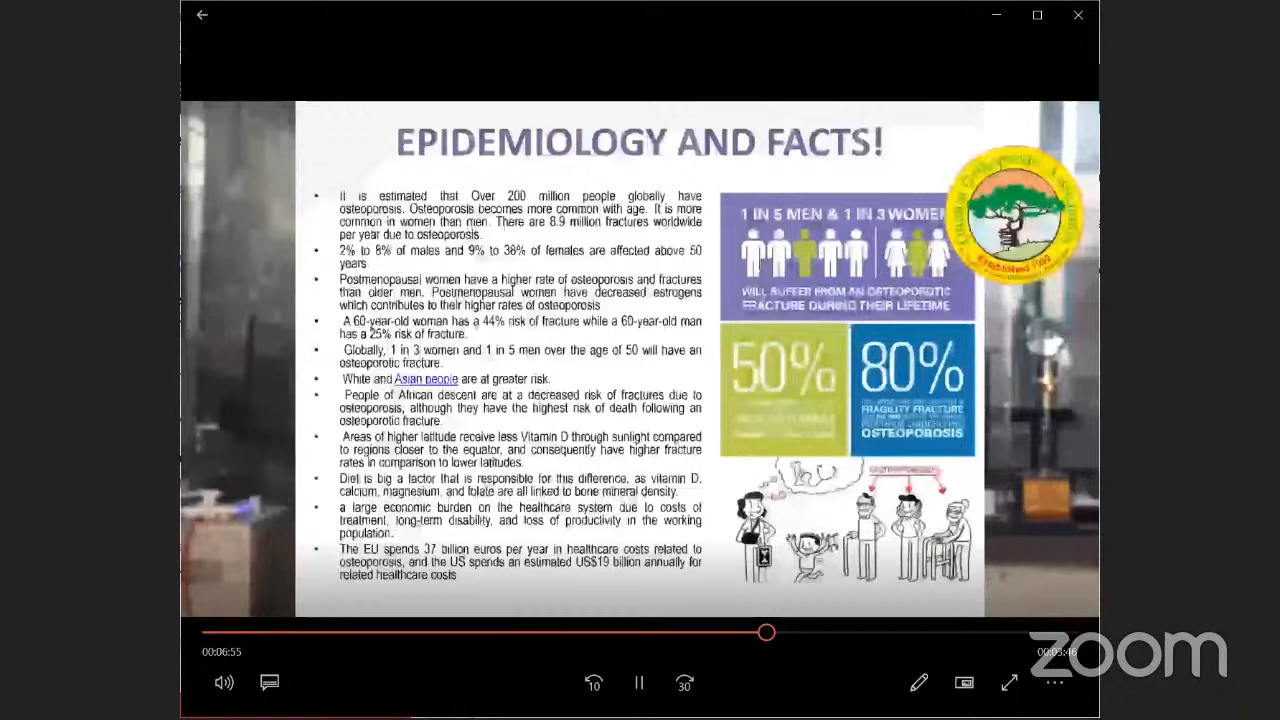 EPIDEMIOLOGY AND FACTS!
• It is estimated that Over 200 million people globally have
osteoporosis. Osteoporosis becomes more common with age. It is more
common in women than men. There are 8.9 million fractures worldwide
per year due to osteoporosis.
• 2% to 8% of males and 9% to 38% of females are affected above 50
years
• Postmenopausal women have a higher rate of osteoporosis and fractures
than older men. Postmenopausal women have decreased estrogens
which contributes to their higher rates of osteoporosis
• A 60-year-old woman has a 44% risk of fracture while a 60-year-old man
has a 25% risk of fracture.
• Globally, 1 in 3 women and 1 in 5 men over the age of 50 will have an
osteoporotic fracture.
• White and Asian people are at greater risk.
• People of African descent are at a decreased risk of fractures due to
osteoporosis, although they have the highest risk of death following an
osteoporotic fracture.
• Areas of higher latitude receive less Vitamin D through sunlight compared
to regions closer to the equator, and consequently have higher fracture
rates in comparison to lower latitudes.
• Diet is big a factor that is responsible for this difference, as vitamin D,
calcium, magnesium, and folate are all linked to bone mineral density.
• a large economic burden on the healthcare system due to costs of
treatment, long-term disability, and loss of productivity in the working
population.
• The EU spends 37 billion euros per year in healthcare costs related to
osteoporosis, and the US spends an estimated US$19 billion annually for
related healthcare costs
1 IN 5 MEN & 1 IN 3 WOMEN
WILL SUFFER FROM AN OSTEOPOROTIC
FRACTURE DURING THEIR LIFETIME
50%
80%
FRAGILITY FRACTURE
OSTEOPOROSIS
Established
00:06:55
00:03:46
10
30
zoom